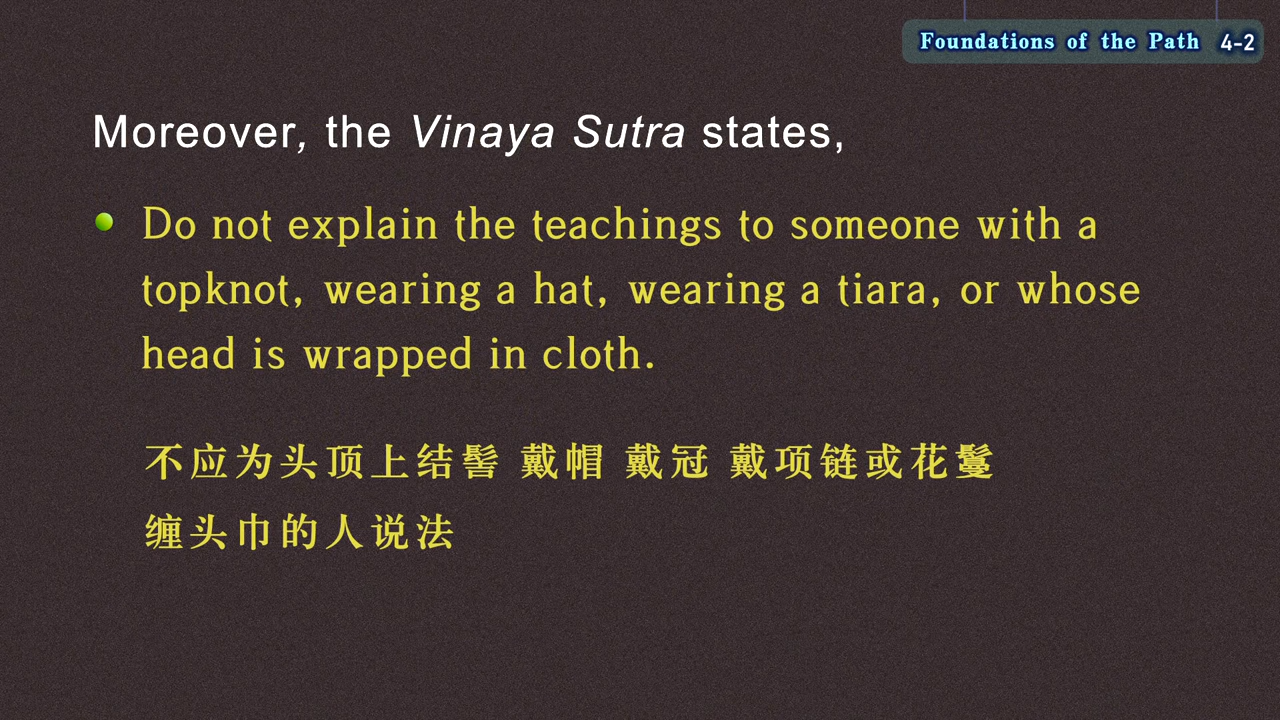 Foundations of the Path 4-2
Moreover, the Vinaya Sutra states,
Do not explain the teachings to someone with a
topknot, wearing a hat, wearing a tiara, or whose
head is wrapped in cloth.
不应为头顶上结髻 戴帽 戴冠 戴项链或花鬘
缠头巾的人说法